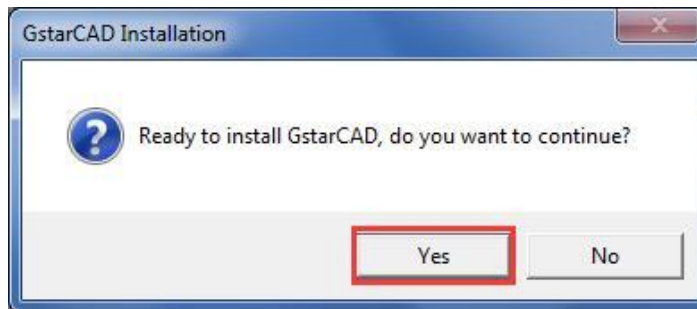 GstarCAD Installation
Ready to install GstarCAD, do you want to continue?
Yes
No